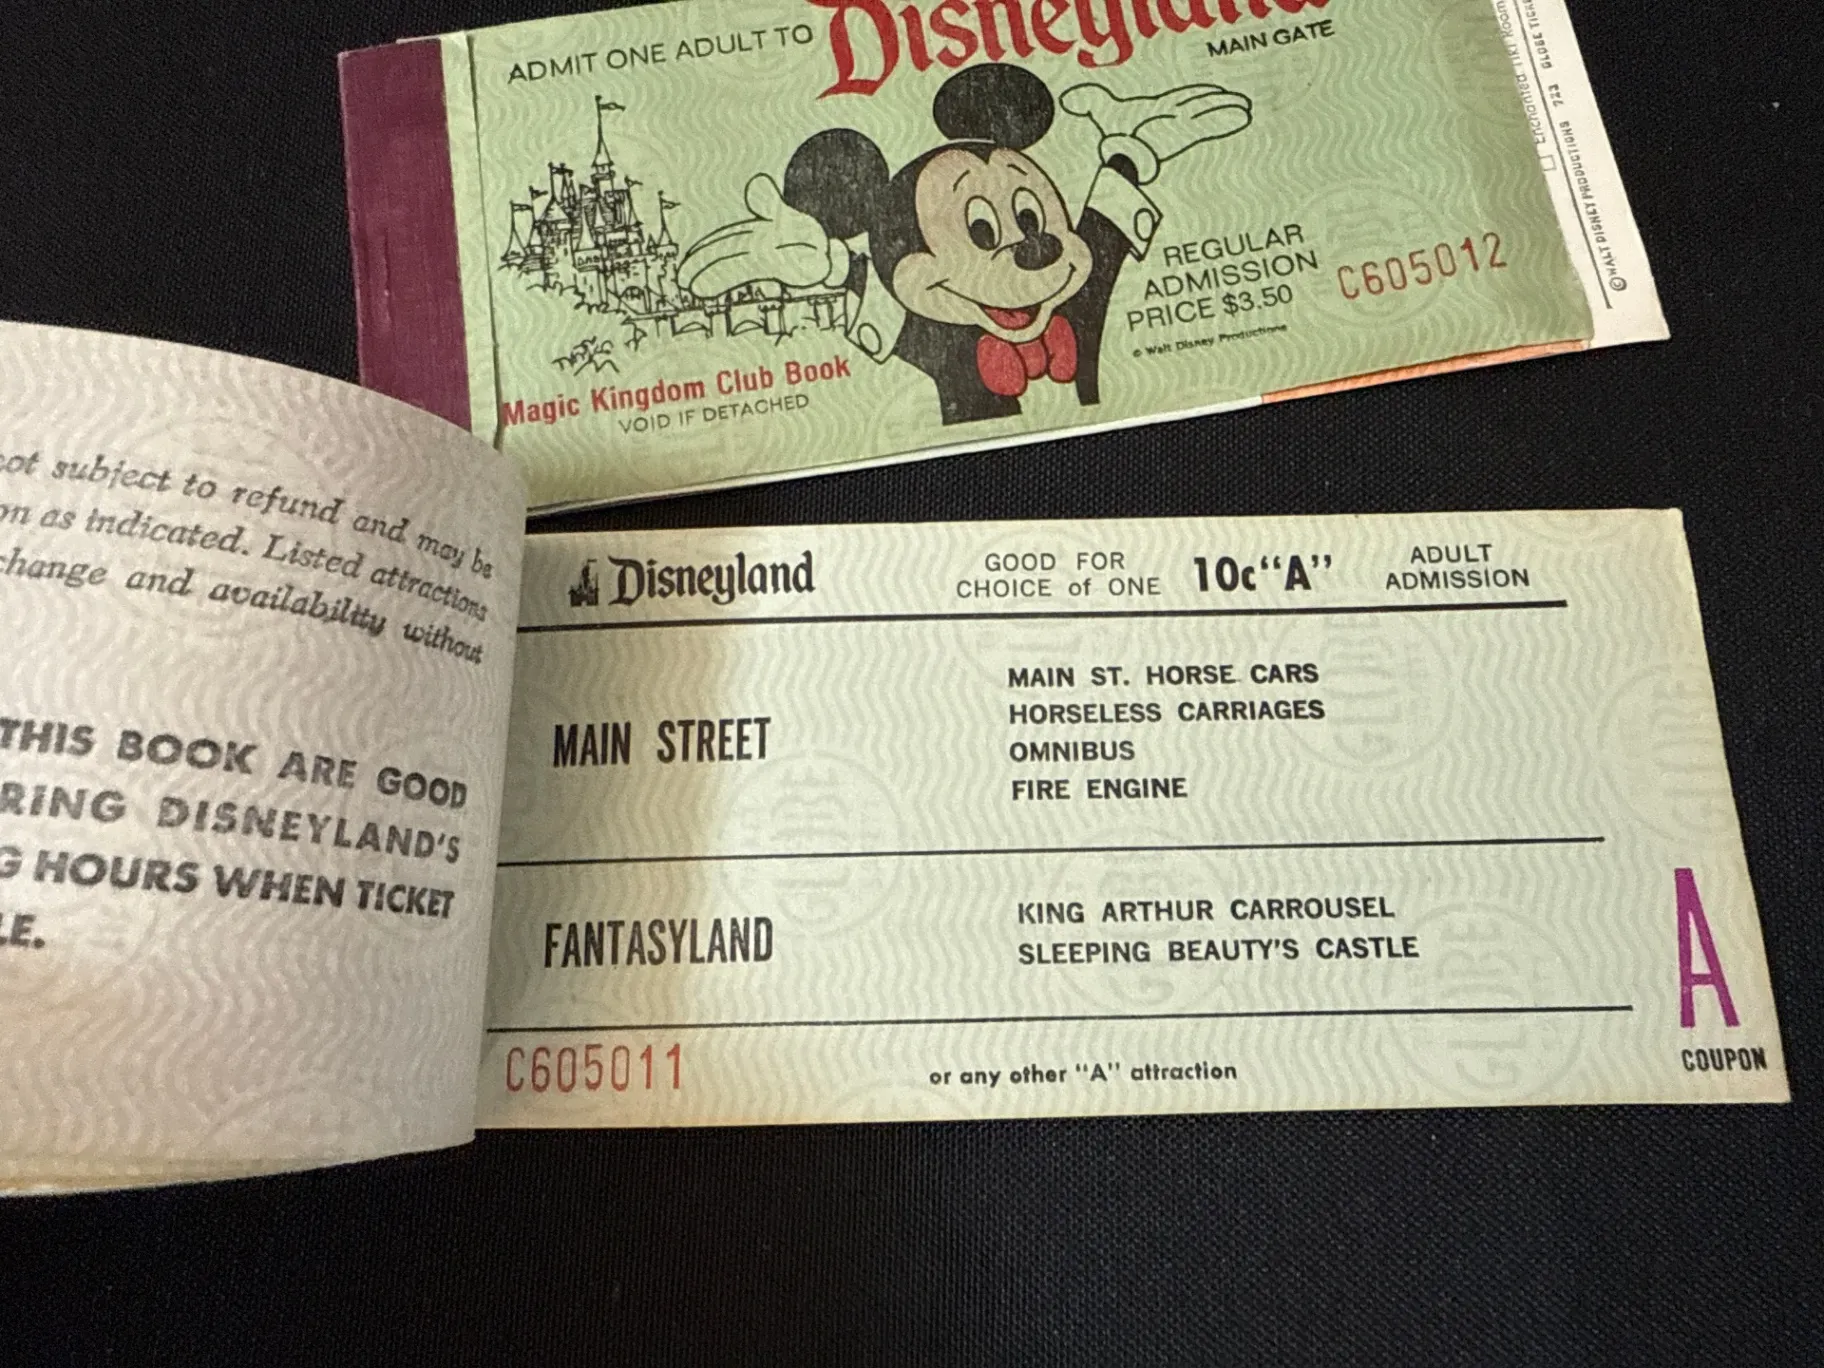 ADMIT ONE ADULT TO Disneyland
MAIN GATE
REGULAR
ADMISSION
PRICE $3.50
C605012
© Walt Disney Productions
Magic Kingdom Club Book
VOID IF DETACHED
Enchanted Tiki Room
© WALT DISNEY PRODUCTIONS 723 GLOBE TICKE
not subject to refund and may be
on as indicated. Listed attractions
change and availability without
THIS BOOK ARE GOOD
RING DISNEYLAND'S
G HOURS WHEN TICKET
LE.
Disneyland
GOOD FOR
CHOICE of ONE
10c "A"
ADULT
ADMISSION
MAIN STREET
MAIN ST. HORSE CARS
HORSELESS CARRIAGES
OMNIBUS
FIRE ENGINE
FANTASYLAND
KING ARTHUR CARROUSEL
SLEEPING BEAUTY'S CASTLE
A
COUPON
C605011
or any other "A" attraction
GLOBE